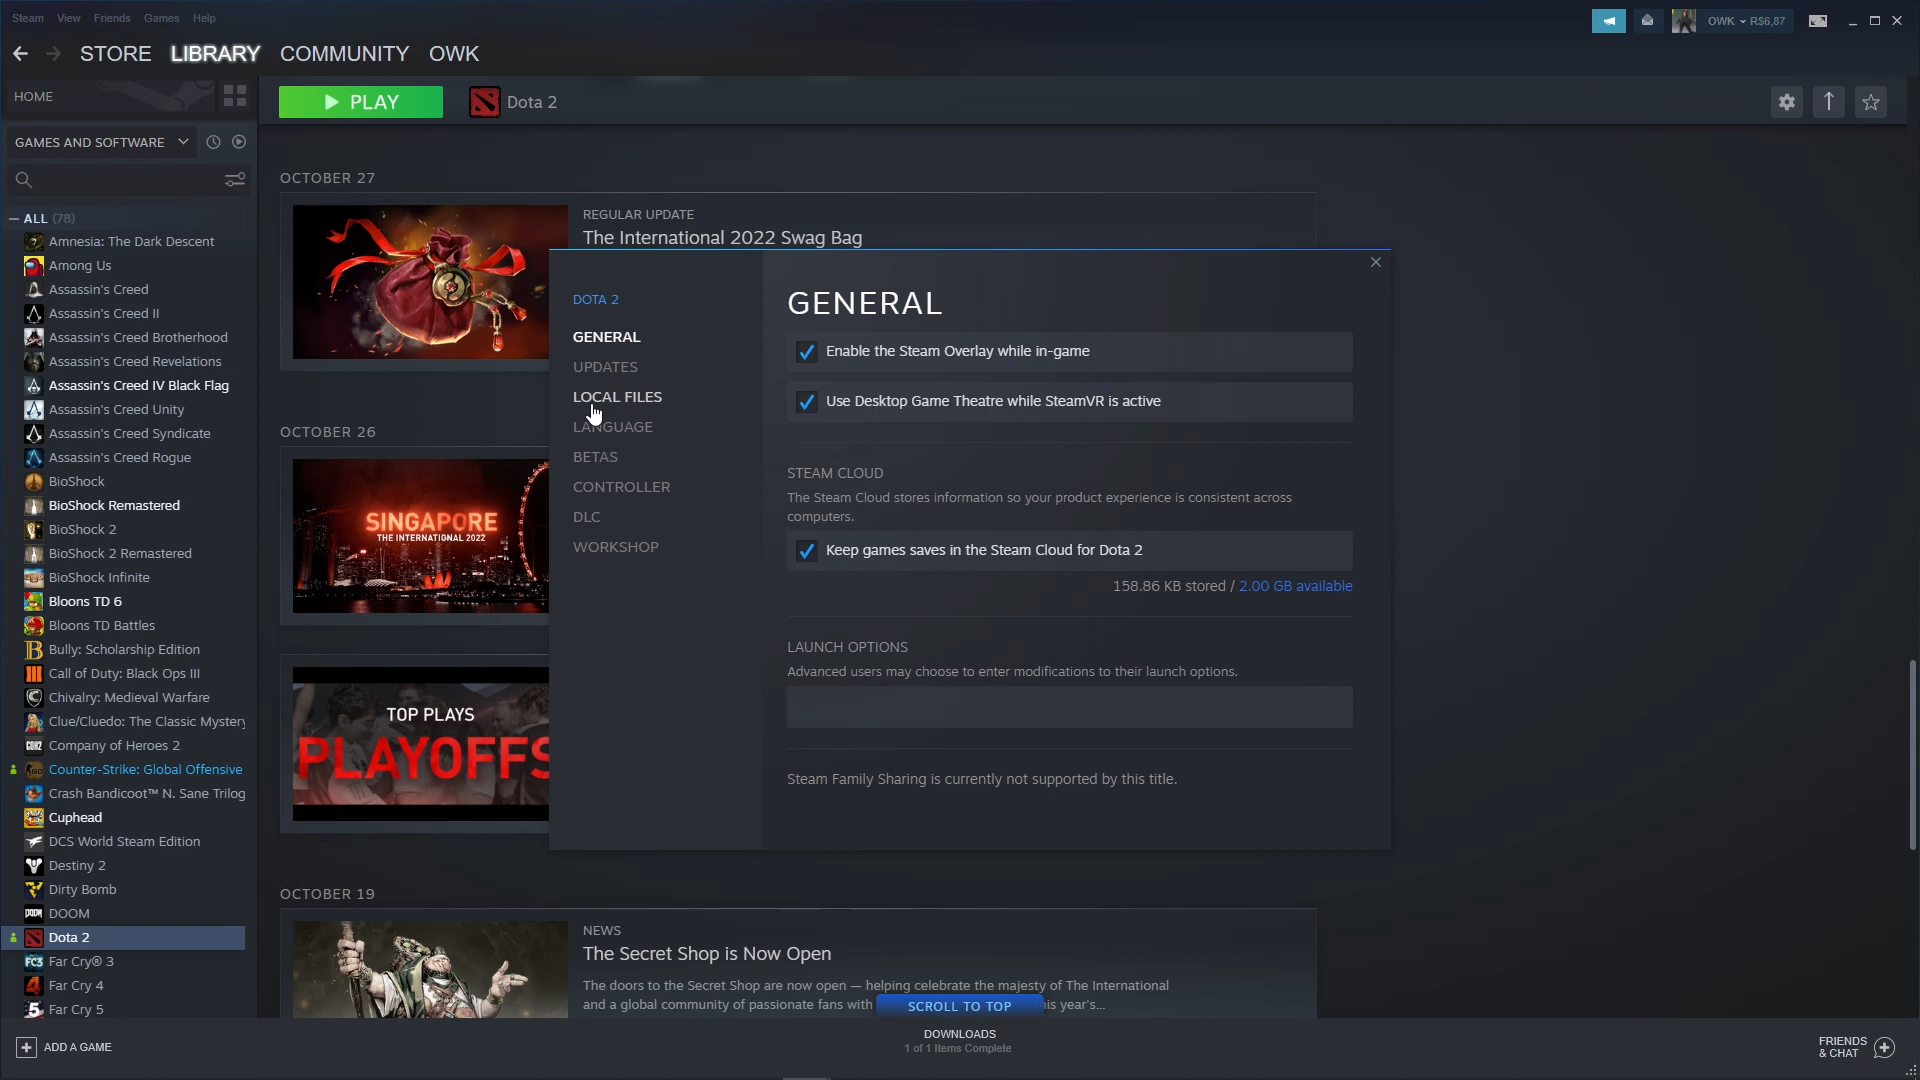 Steam View Friends Games Help
OWK R$6,87
STORE LIBRARY COMMUNITY OWK
HOME
PLAY
Dota 2
GAMES AND SOFTWARE
ALL (78)
Amnesia: The Dark Descent
Among Us
Assassin's Creed
Assassin's Creed II
Assassin's Creed Brotherhood
Assassin's Creed Revelations
Assassin's Creed IV Black Flag
Assassin's Creed Unity
Assassin's Creed Syndicate
Assassin's Creed Rogue
BioShock
BioShock Remastered
BioShock 2
BioShock 2 Remastered
BioShock Infinite
Bloons TD 6
Bloons TD Battles
Bully: Scholarship Edition
Call of Duty: Black Ops III
Chivalry: Medieval Warfare
Clue/Cluedo: The Classic Mystery
Company of Heroes 2
Counter-Strike: Global Offensive
Crash Bandicoot™ N. Sane Trilog
Cuphead
DCS World Steam Edition
Destiny 2
Dirty Bomb
DOOM
Dota 2
Far Cry® 3
Far Cry 4
Far Cry 5
OCTOBER 27
REGULAR UPDATE
The International 2022 Swag Bag
OCTOBER 26
SINGAPORE
THE INTERNATIONAL 2022
TOP PLAYS
PLAYOFFS
OCTOBER 19
NEWS
The Secret Shop is Now Open
The doors to the Secret Shop are now open — helping celebrate the majesty of The International
and a global community of passionate fans with
his year's...
SCROLL TO TOP
DOTA 2
GENERAL
UPDATES
LOCAL FILES
LANGUAGE
BETAS
CONTROLLER
DLC
WORKSHOP
GENERAL
Enable the Steam Overlay while in-game
Use Desktop Game Theatre while SteamVR is active
STEAM CLOUD
The Steam Cloud stores information so your product experience is consistent across
computers.
Keep games saves in the Steam Cloud for Dota 2
158.86 KB stored / 2.00 GB available
LAUNCH OPTIONS
Advanced users may choose to enter modifications to their launch options.
Steam Family Sharing is currently not supported by this title.
ADD A GAME
DOWNLOADS
1 of 1 Items Complete
FRIENDS
& CHAT